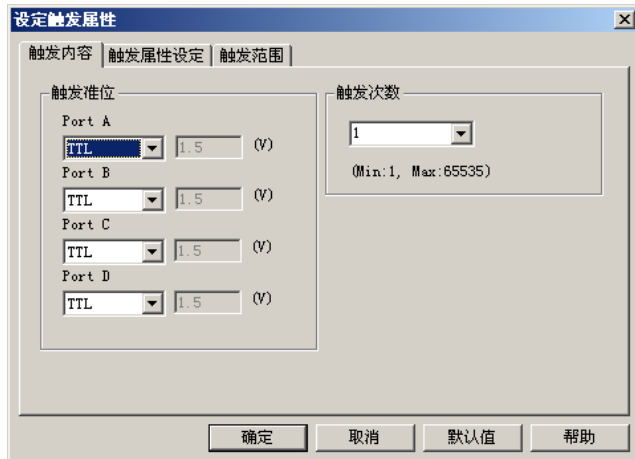 设定触发属性
触发内容 触发属性设定 触发范围
触发准位
Port A
TTL 1.5 (V)
Port B
TTL 1.5 (V)
Port C
TTL 1.5 (V)
Port D
TTL 1.5 (V)
触发次数
1
(Min:1, Max:65535)
确定 取消 默认值 帮助